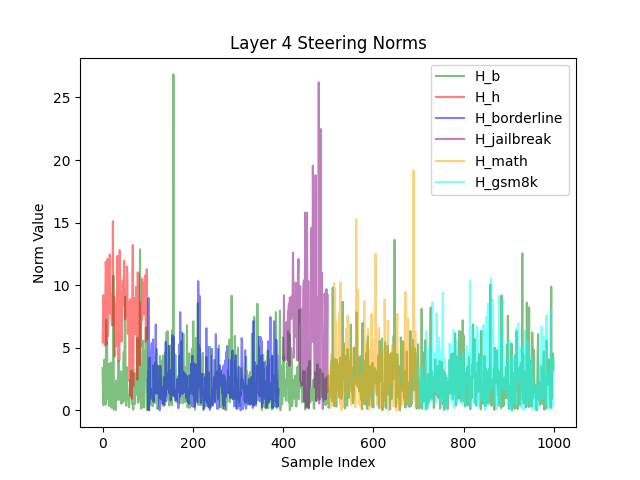 Layer 4 Steering Norms
Norm Value
25
20
15
10
5
0
H_b
H_h
H_borderline
H_jailbreak
H_math
H_gsm8k
0 200 400 600 800 1000
Sample Index